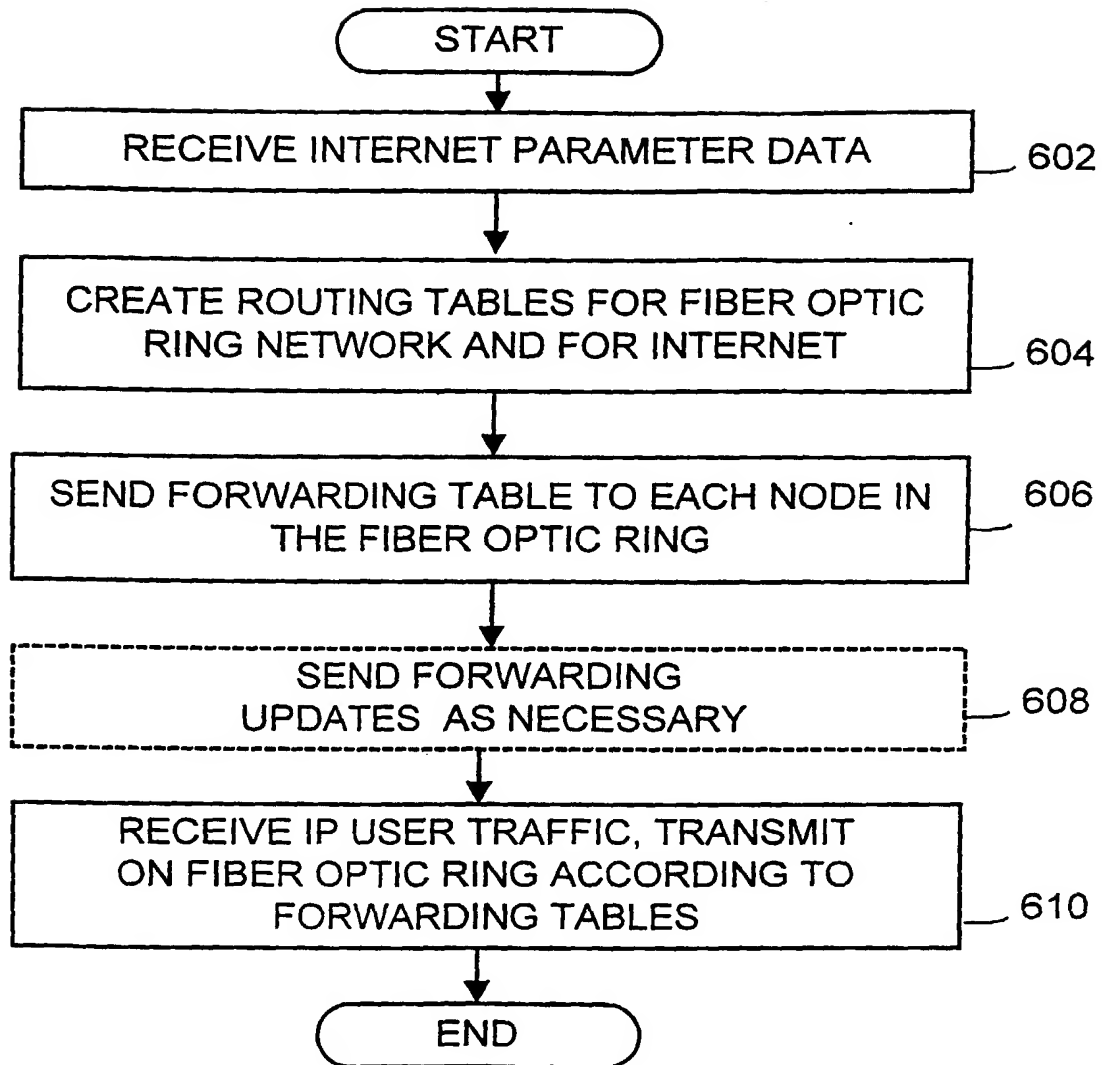 START
RECEIVE INTERNET PARAMETER DATA
602
CREATE ROUTING TABLES FOR FIBER OPTIC
RING NETWORK AND FOR INTERNET
604
SEND FORWARDING TABLE TO EACH NODE IN
THE FIBER OPTIC RING
606
SEND FORWARDING
UPDATES AS NECESSARY
608
RECEIVE IP USER TRAFFIC, TRANSMIT
ON FIBER OPTIC RING ACCORDING TO
FORWARDING TABLES
610
END